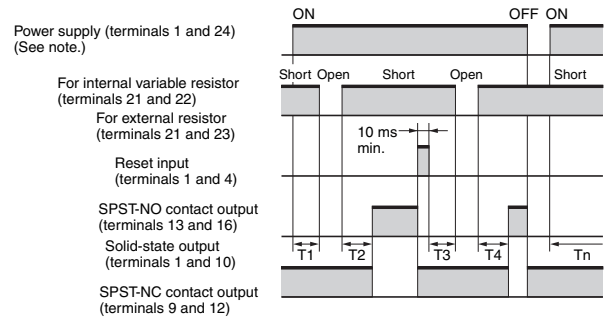 ON OFF ON
Power supply (terminals 1 and 24)
(See note.)
Short Open Short Open Short
For internal variable resistor
(terminals 21 and 22)
For external resistor
(terminals 21 and 23)
10 ms
min.
Reset input
(terminals 1 and 4)
SPST-NO contact output
(terminals 13 and 16)
Solid-state output
(terminals 1 and 10)
T1 T2 T3 T4 Tn
SPST-NC contact output
(terminals 9 and 12)